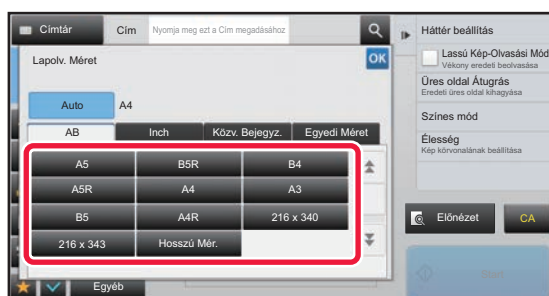 Címtár
Cím
Nyomja meg ezt a Cím megadásához
Lapolv. Méret
OK
Auto
A4
AB
Inch
Közv. Bejegyz.
Egyedi Méret
A5
B5R
B4
A5R
A4
A3
B5
A4R
216 x 340
216 x 343
Hosszú Mér.
Egyéb
Háttér beállítás
Lassú Kép-Olvasási Mód
Vékony eredeti beolvasása
Üres oldal Átugrás
Eredeti üres oldal kihagyása
Színes mód
Élesség
Kép körvonalának beállítása
Előnézet
CA
Start